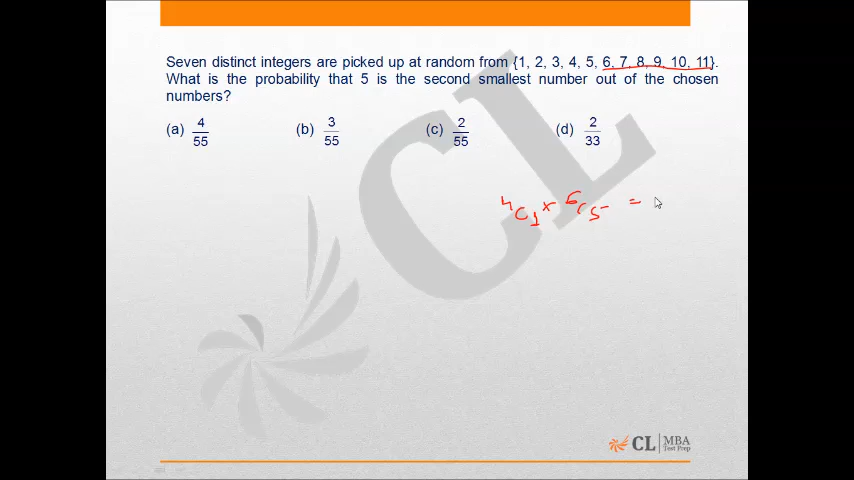 Seven distinct integers are picked up at random from {1, 2, 3, 4, 5, 6, 7, 8, 9, 10, 11}.
What is the probability that 5 is the second smallest number out of the chosen
numbers?
(a) 4/55 (b) 3/55 (c) 2/55 (d) 2/33
4C1 × 6C5 =
CL
CL MBA Test Prep